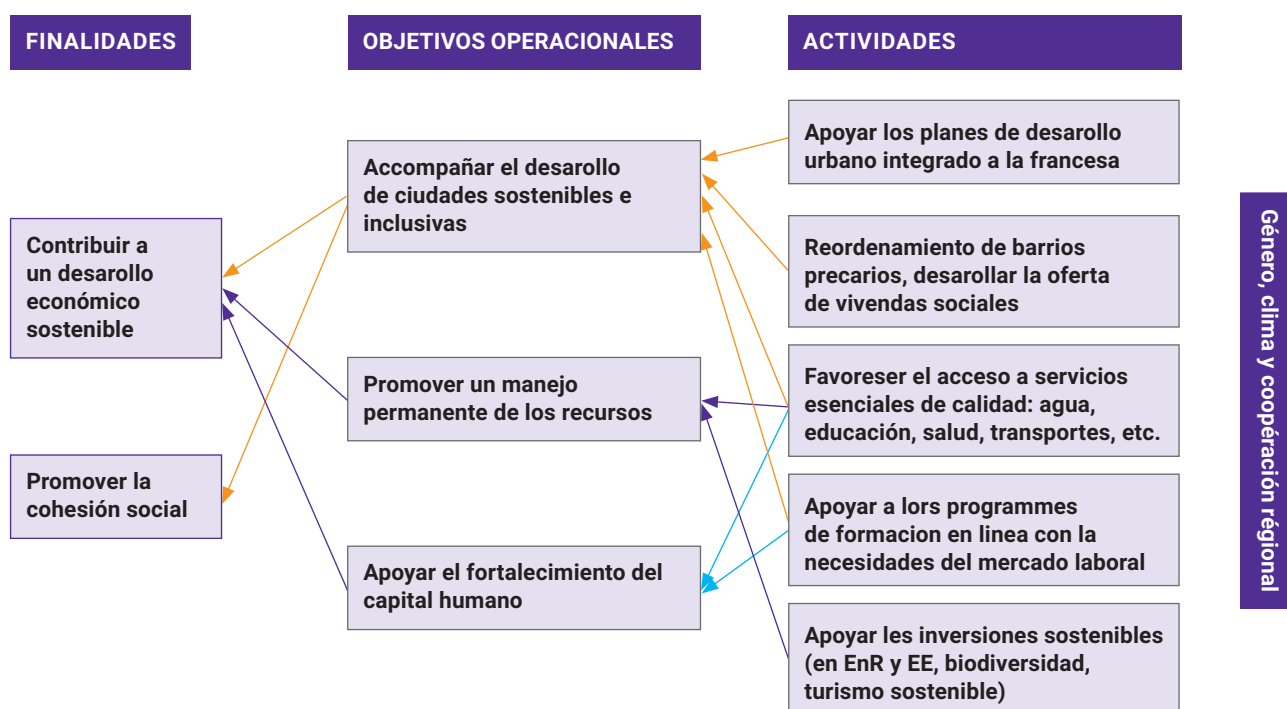 FINALIDADES
OBJETIVOS OPERACIONALES
ACTIVIDADES
Contribuir a
un desarollo
económico
sostenible
Promover la
cohesión social
Accompañar el desarollo
de ciudades sostenibles e
inclusivas
Promover un manejo
permanente de los recursos
Apoyar el fortalecimiento del
capital humano
Apoyar los planes de desarollo
urbano integrado a la francesa
Reordenamiento de barrios
precarios, desarollar la oferta
de vivendas sociales
Favoreser el acceso a servicios
esenciales de calidad: agua,
educación, salud, transportes, etc.
Apoyar a lors programmes
de formacion en linea con la
necesidades del mercado laboral
Apoyar les inversiones sostenibles
(en EnR y EE, biodiversidad,
turismo sostenible)
Género, clima y coopéración régional